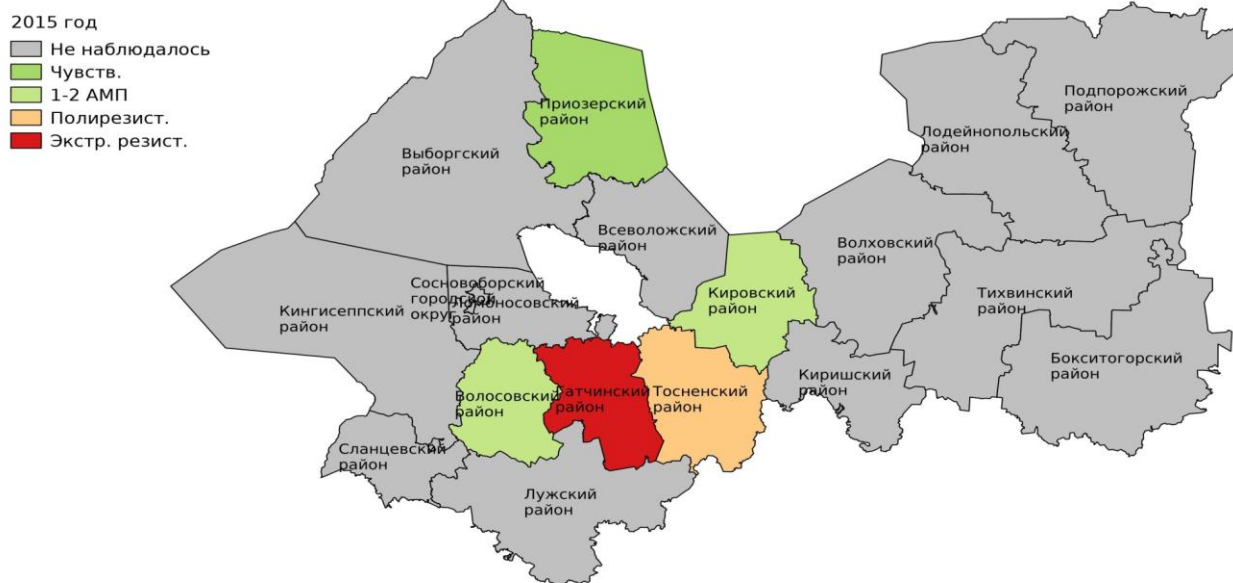 2015 год
Не наблюдалось
Чувств.
1-2 АМП
Полирезист.
Экстр. резист.
Подпорожский
район
Приозерский
район
Лодейнопольский
район
Выборгский
район
Всеволожский
район
Волховский
район
Сосновоборский
городской
округ
Ломоносовский
район
Кировский
район
Тихвинский
район
Кингисеппский
район
Бокситогорский
район
Киришский
район
Волосовский
район
Гатчинский
район
Тосненский
район
Сланцевский
район
Лужский
район